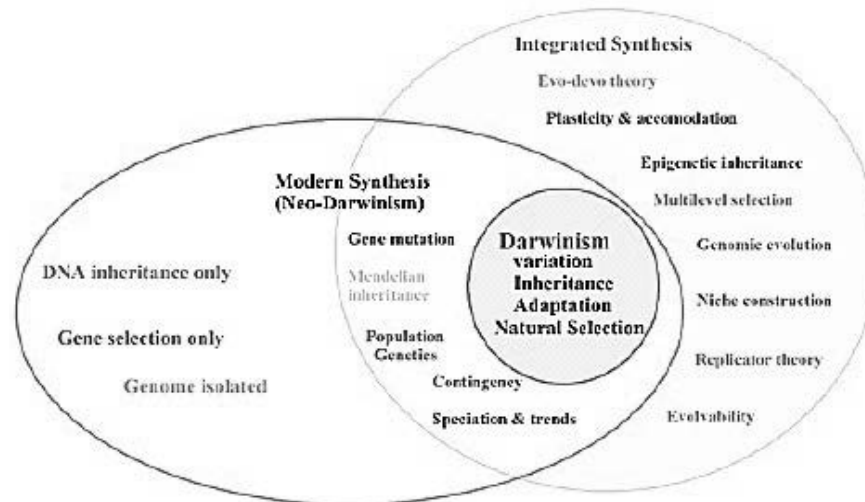 Integrated Synthesis
Evo-devo theory
Plasticity & accomodation
Epigenetic inheritance
Modern Synthesis
(Neo-Darwinism)
Multilevel selection
Gene mutation
Darwinism
variation
Inheritance
Adaptation
Natural Selection
Genomic evolution
DNA inheritance only
Mendelian
inheritance
Niche construction
Gene selection only
Population
Genetics
Replicator theory
Genome isolated
Contingency
Speciation & trends
Evolvability